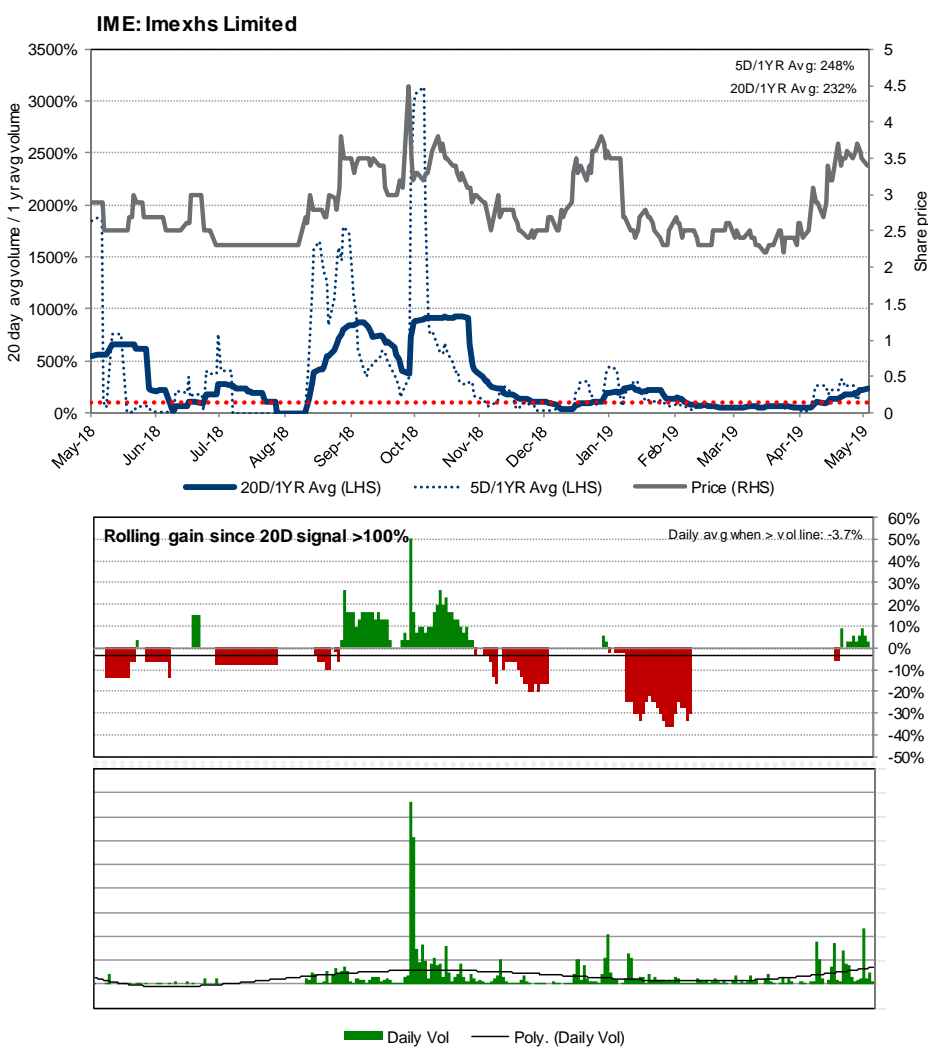 IME: Imexhs Limited
3500%
3000%
2500%
2000%
1500%
1000%
500%
0%
20 day avg volume / 1 yr avg volume
5D/1YR Avg: 248%
20D/1YR Avg: 232%
5
4.5
4
3.5
3
2.5
2
1.5
1
0.5
0
Share price
May-18
Jun-18
Jul-18
Aug-18
Sep-18
Oct-18
Nov-18
Dec-18
Jan-19
Feb-19
Mar-19
Apr-19
May-19
20D/1YR Avg (LHS)
5D/1YR Avg (LHS)
Price (RHS)
Rolling gain since 20D signal >100%
Daily avg when > vol line: -3.7%
60%
50%
40%
30%
20%
10%
0%
-10%
-20%
-30%
-40%
-50%
Daily Vol
Poly. (Daily Vol)